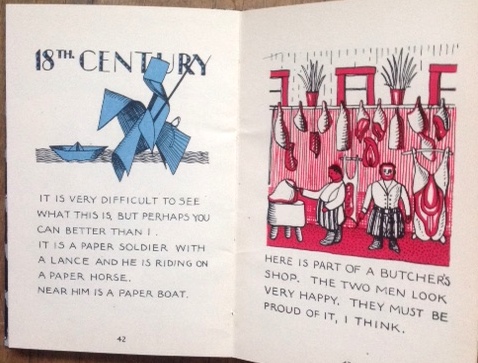 18TH. CENTURY
IT IS VERY DIFFICULT TO SEE
WHAT THIS IS, BUT PERHAPS YOU
CAN BETTER THAN I.
IT IS A PAPER SOLDIER WITH
A LANCE AND HE IS RIDING ON
A PAPER HORSE.
NEAR HIM IS A PAPER BOAT.
42
HERE IS PART OF A BUTCHER'S
SHOP. THE TWO MEN LOOK
VERY HAPPY. THEY MUST BE
PROUD OF IT, I THINK.